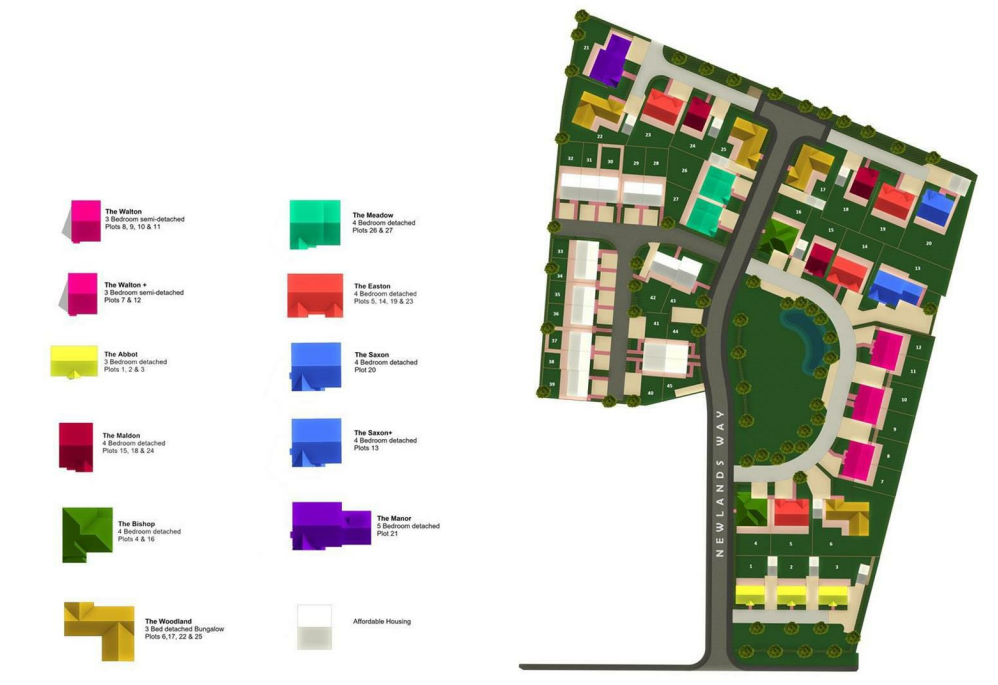 The Walton
3 Bedroom semi-detached
Plots 8, 9, 10 & 11
The Walton +
3 Bedroom semi-detached
Plots 7 & 12
The Abbot
3 Bedroom detached
Plots 1, 2 & 3
The Maldon
4 Bedroom detached
Plots 15, 18 & 24
The Bishop
4 Bedroom detached
Plots 4 & 16
The Woodland
3 Bed detached Bungalow
Plots 6,17, 22 & 25
The Meadow
4 Bedroom detached
Plots 26 & 27
The Easton
4 Bedroom detached
Plots 5, 14, 19 & 23
The Saxon
4 Bedroom detached
Plot 20
The Saxon+
4 Bedroom detached
Plot 13
The Manor
5 Bedroom detached
Plot 21
Affordable Housing
21
22
23
24
25
32
31
30
29
28
26
27
17
16
18
19
20
15
14
13
33
34
35
36
37
38
39
42
43
41
44
40
45
12
11
10
9
8
7
NEWLANDS WAY
4
5
6
1
2
3